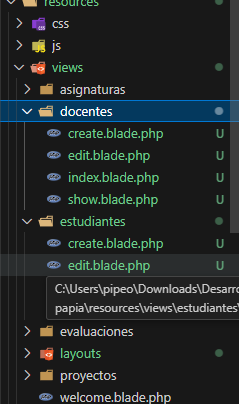 resources
css
js
views
asignaturas
docentes
create.blade.php U
edit.blade.php U
index.blade.php U
show.blade.php U
estudiantes
create.blade.php U
edit.blade.php U
C:\Users\pipeo\Downloads\Desarro
papia\resources\views\estudiantes\
evaluaciones
layouts
proyectos
welcome.blade.php